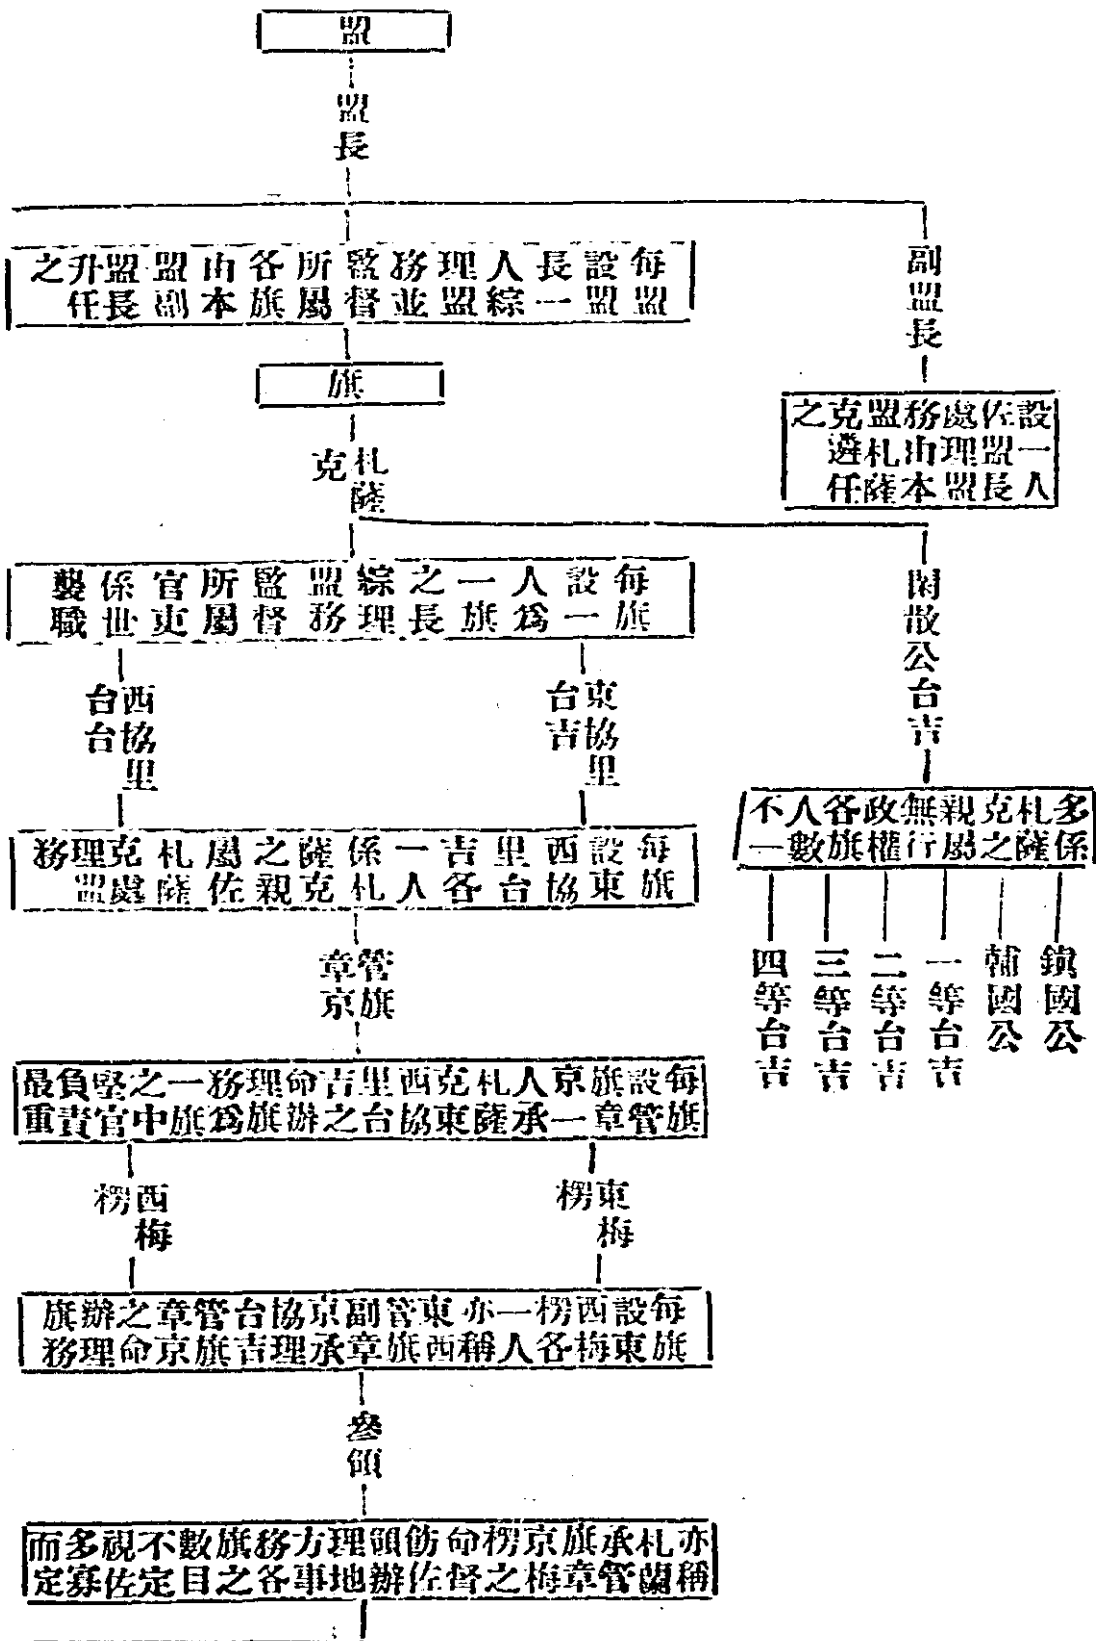 盟
盟長
每盟設盟長一人綜理盟務並監督所屬各旗由本盟副盟長升任之
副盟長
設一人佐盟長處理盟務由本盟札薩克遴任之
旗
札薩克
每旗設一人爲一旗之長綜理盟務監督所屬官吏係世襲職
閑散公台吉
多係札薩克之親屬無行政權各旗人數不一
鎮國公
輔國公
一等台吉
二等台吉
三等台吉
四等台吉
東協里台吉
西協里台台
每旗設東西協里台吉各一人係札薩克之親屬佐札薩克處理盟務
管旗章京
每旗設管旗章京一人承札薩克東西協里台吉之命辦理旗務爲一旗之中堅官負責最重
東梅楞
西梅楞
每旗設東西梅楞各一人亦稱東西管旗副章京承協理台吉管旗章京之命辦理旗務
參領
亦稱札蘭承管旗章京梅楞之命督飭佐領辦理地方事務各旗之數目不定視佐多寡而定